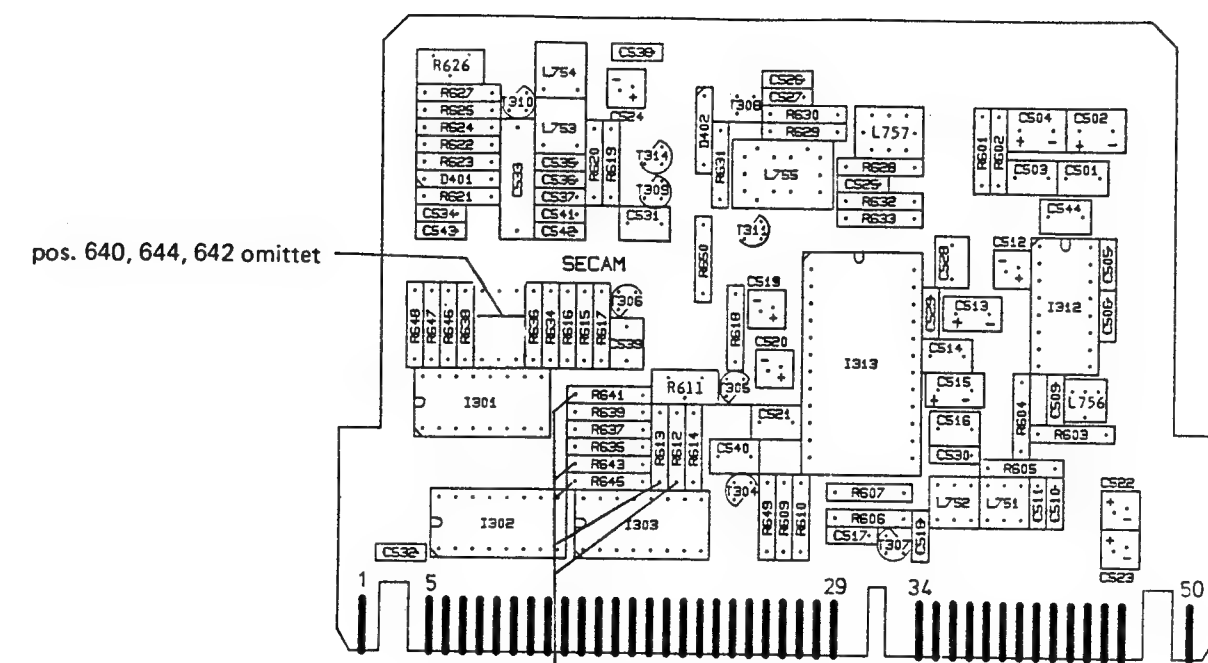 C538
R626
L754
C526
R627
T310
C527
C524
T308
R625
R630
C504
C502
R624
L753
R629
L757
R622
D402
R601
R602
R623
C535
R620
R619
T314
R631
L755
R628
C533
C503
C501
D401
C536
T309
C525
R621
C537
R632
C534
C541
C531
R633
C544
C543
C542
T311
C512
pos. 640, 644, 642 omittet
SECAM
R650
C528
C505
C519
T306
R648
R647
R646
R638
R636
R634
R616
R615
R617
C539
R618
C529
C513
I312
C506
C520
C514
I313
R611
T305
C515
I301
R641
C509
L756
R639
C521
R604
C516
R637
R613
R612
R614
R603
R635
C540
C530
R643
R605
R645
T304
C522
R607
L752
L751
C511
C510
I302
I303
R649
R609
R610
R606
C518
C517
T307
C532
C523
1
5
29
34
50